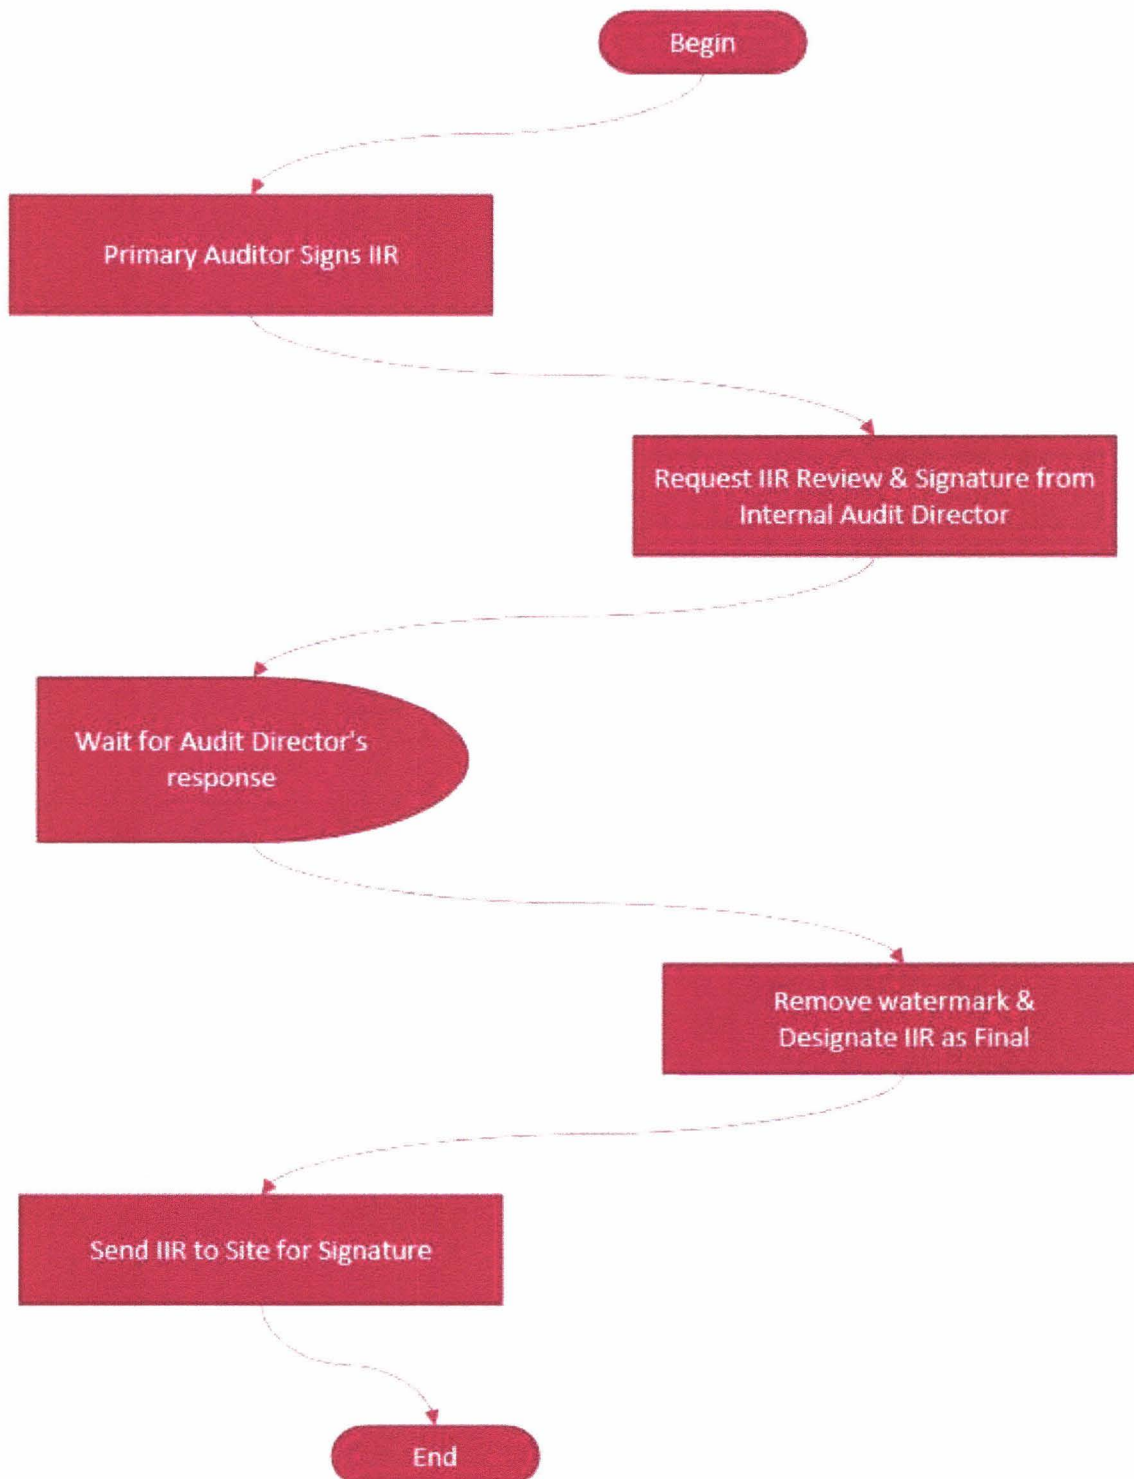 Begin
Primary Auditor Signs IIR
Request IIR Review & Signature from
Internal Audit Director
Wait for Audit Director's
response
Remove watermark &
Designate IIR as Final
Send IIR to Site for Signature
End